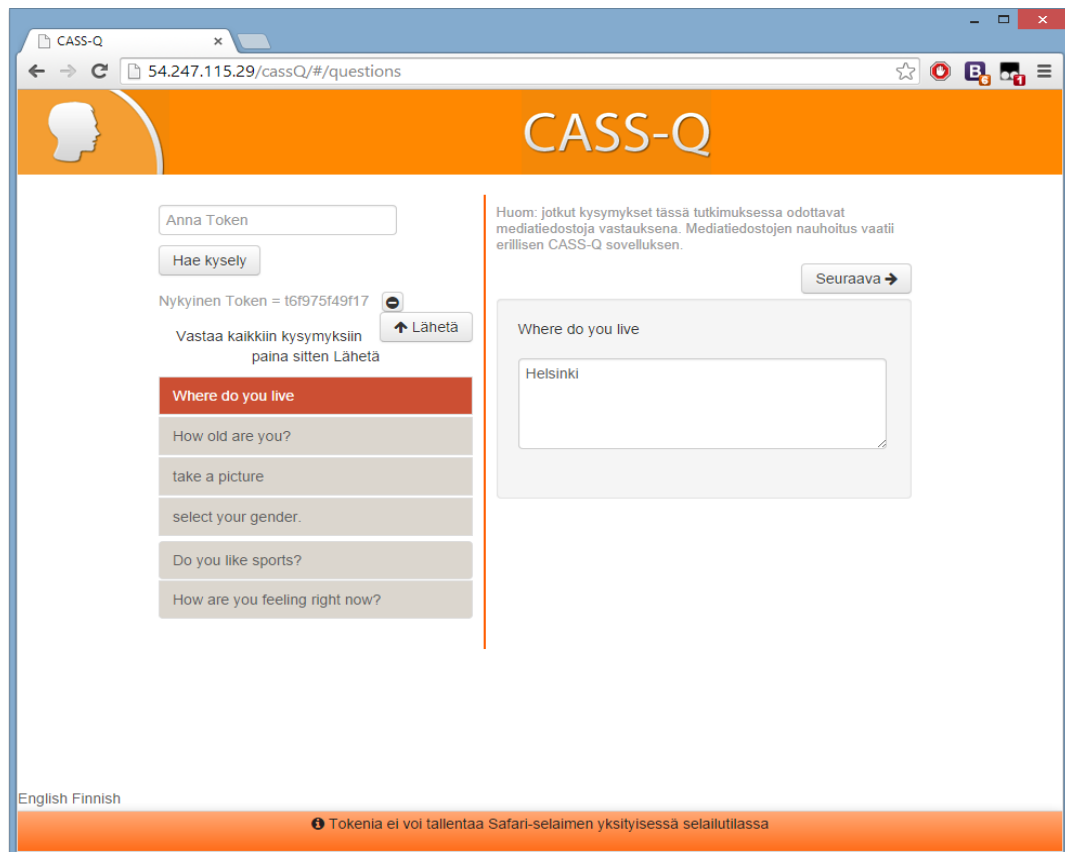 CASS-Q
54.247.115.29/cassQ/#/questions
6
1
CASS-Q
Anna Token
Hae kysely
Nykyinen Token = t6f975f49f17
Vastaa kaikkiin kysymyksiin
paina sitten Lähetä
Lähetä
Where do you live
How old are you?
take a picture
select your gender.
Do you like sports?
How are you feeling right now?
Huom: jotkut kysymykset tässä tutkimuksessa odottavat
mediatiedostoja vastauksena. Mediatiedostojen nauhoitus vaatii
erillisen CASS-Q sovelluksen.
Seuraava
Where do you live
Helsinki
English Finnish
Tokenia ei voi tallentaa Safari-selaimen yksityisessä selailutilassa